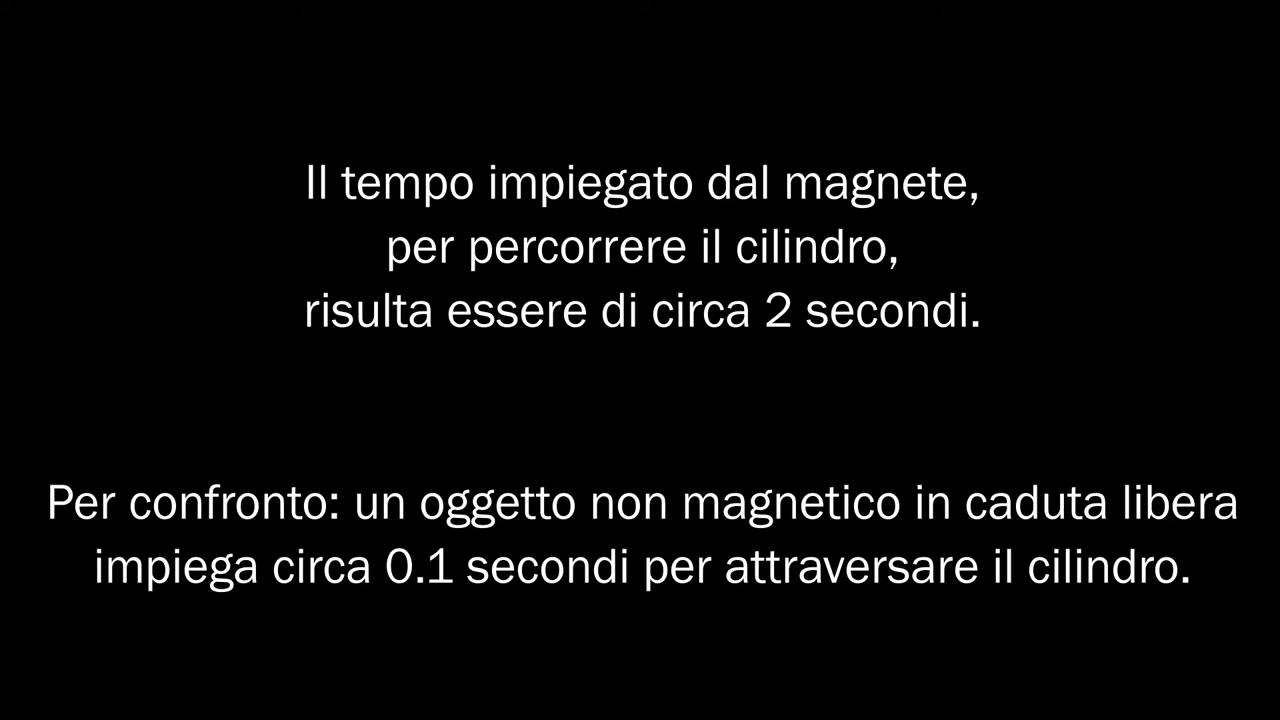 Il tempo impiegato dal magnete,
per percorrere il cilindro,
risulta essere di circa 2 secondi.
Per confronto: un oggetto non magnetico in caduta libera
impiega circa 0.1 secondi per attraversare il cilindro.